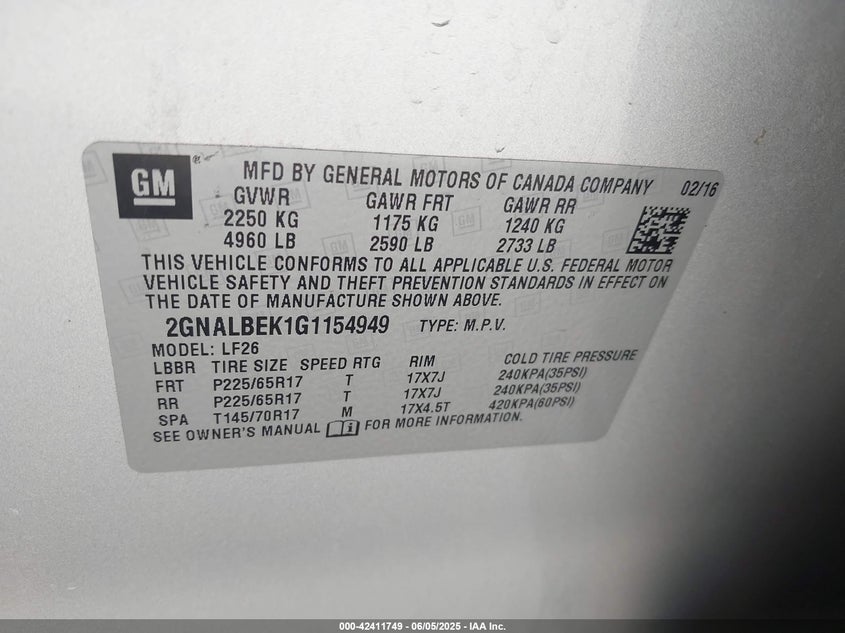 GM
MFD BY GENERAL MOTORS OF CANADA COMPANY 02/16
GVWR GAWR FRT GAWR RR
2250 KG 1175 KG 1240 KG
4960 LB 2590 LB 2733 LB
THIS VEHICLE CONFORMS TO ALL APPLICABLE U.S. FEDERAL MOTOR
VEHICLE SAFETY AND THEFT PREVENTION STANDARDS IN EFFECT ON
THE DATE OF MANUFACTURE SHOWN ABOVE.
2GNALBEK1G1154949 TYPE: M.P.V.
MODEL: LF26
LBBR TIRE SIZE SPEED RTG RIM COLD TIRE PRESSURE
FRT P225/65R17 T 17X7J 240KPA(35PSI)
RR P225/65R17 T 17X7J 240KPA(35PSI)
SPA T145/70R17 M 17X4.5T 420KPA(60PSI)
SEE OWNER'S MANUAL FOR MORE INFORMATION.
000-42411749 - 06/05/2025 - IAA Inc.